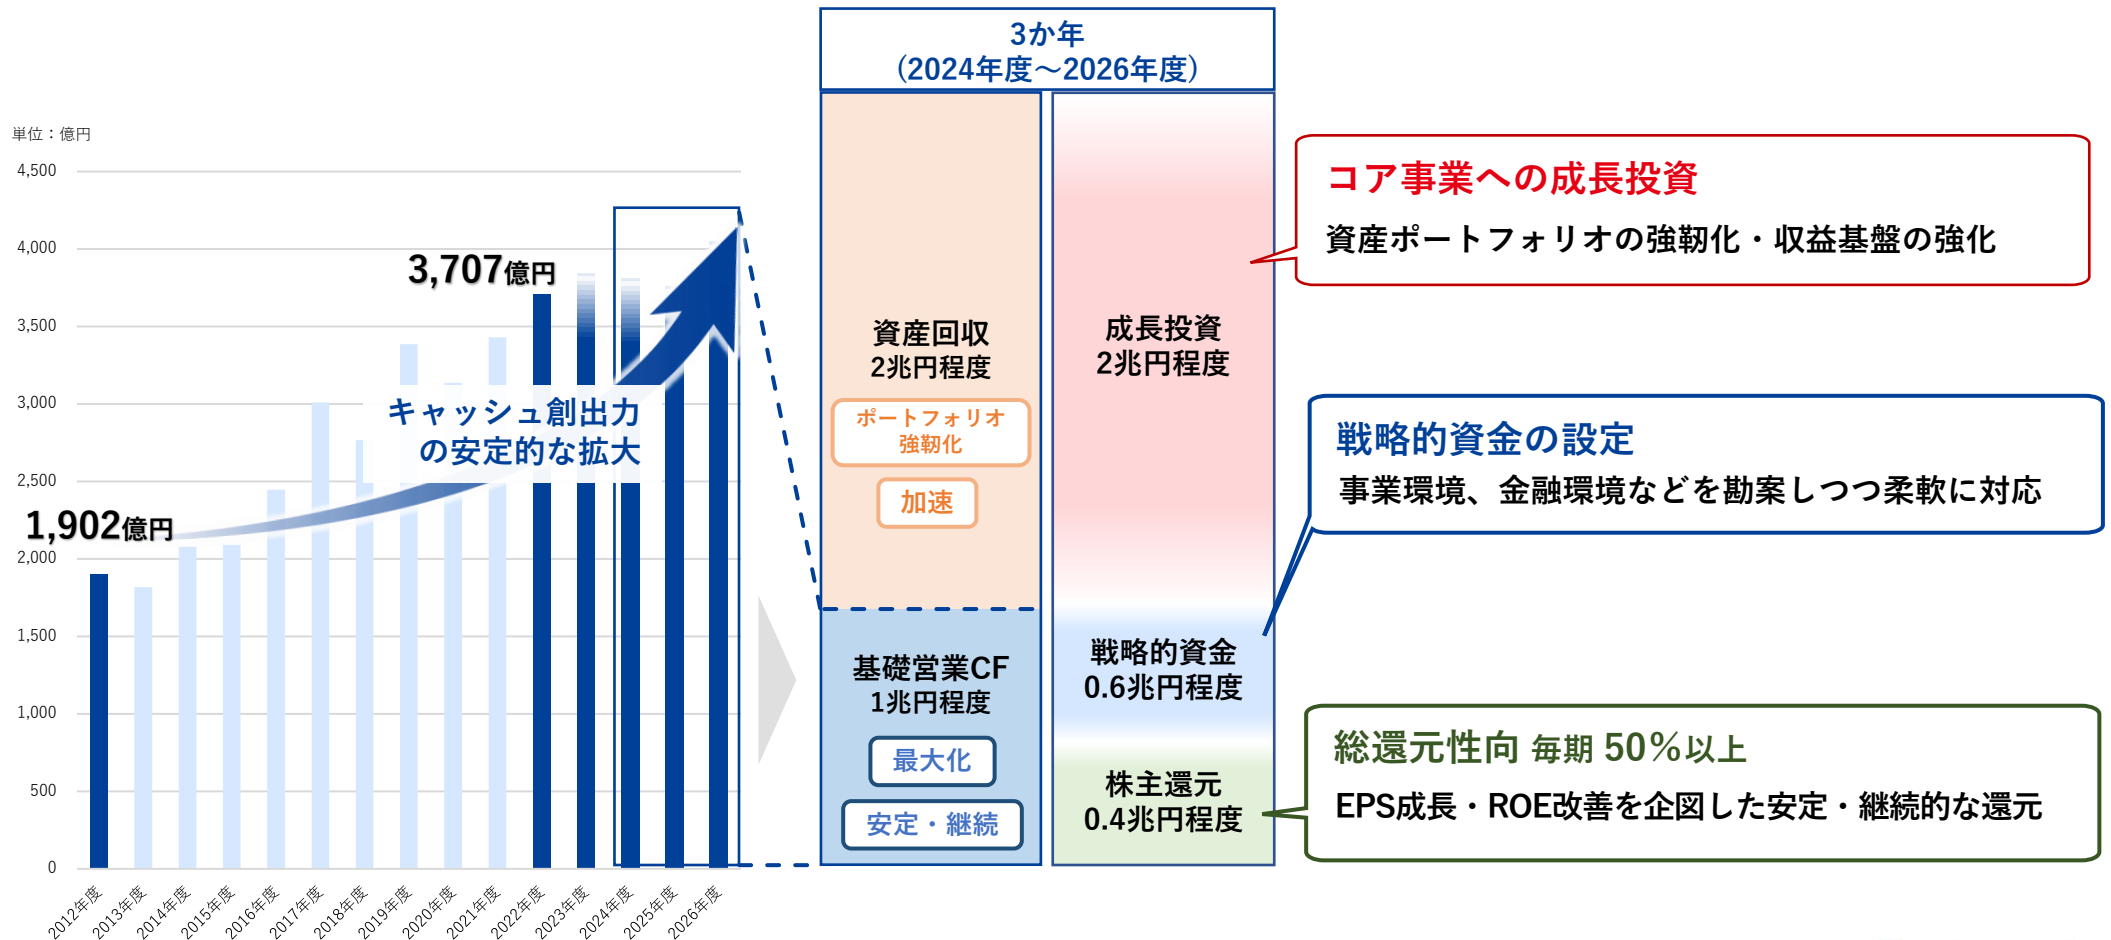 単位：億円
4,500
4,000
3,500
3,000
2,500
2,000
1,500
1,000
500
0
1,902億円
3,707億円
キャッシュ創出力
の安定的な拡大
2012年度
2013年度
2014年度
2015年度
2016年度
2017年度
2018年度
2019年度
2020年度
2021年度
2022年度
2023年度
2024年度
2025年度
2026年度
3か年
（2024年度～2026年度）
資産回収
2兆円程度
ポートフォリオ
強靭化
加速
基礎営業CF
1兆円程度
最大化
安定・継続
成長投資
2兆円程度
戦略的資金
0.6兆円程度
株主還元
0.4兆円程度
コア事業への成長投資
資産ポートフォリオの強靭化・収益基盤の強化
戦略的資金の設定
事業環境、金融環境などを勘案しつつ柔軟に対応
総還元性向 毎期 50％以上
EPS成長・ROE改善を企図した安定・継続的な還元